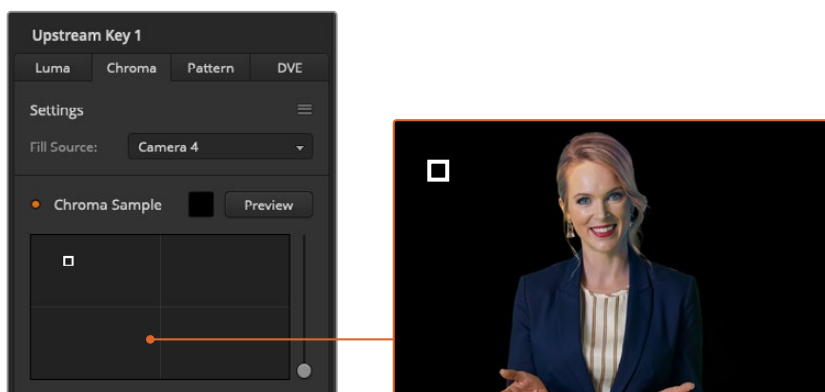 Upstream Key 1
Luma Chroma Pattern DVE
Settings
Fill Source: Camera 4
Chroma Sample Preview